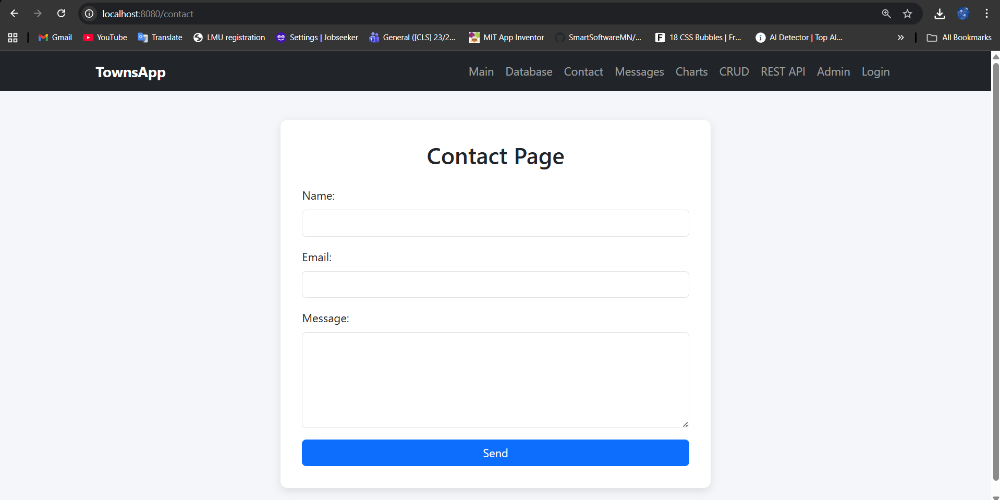 localhost:8080/contact
Gmail YouTube Translate LMU registration Settings | Jobseeker General ([CLS] 23/2... MIT App Inventor SmartSoftwareMN/... 18 CSS Bubbles | Fr... AI Detector | Top AI... All Bookmarks
TownsApp Main Database Contact Messages Charts CRUD REST API Admin Login
Contact Page
Name:
Email:
Message:
Send